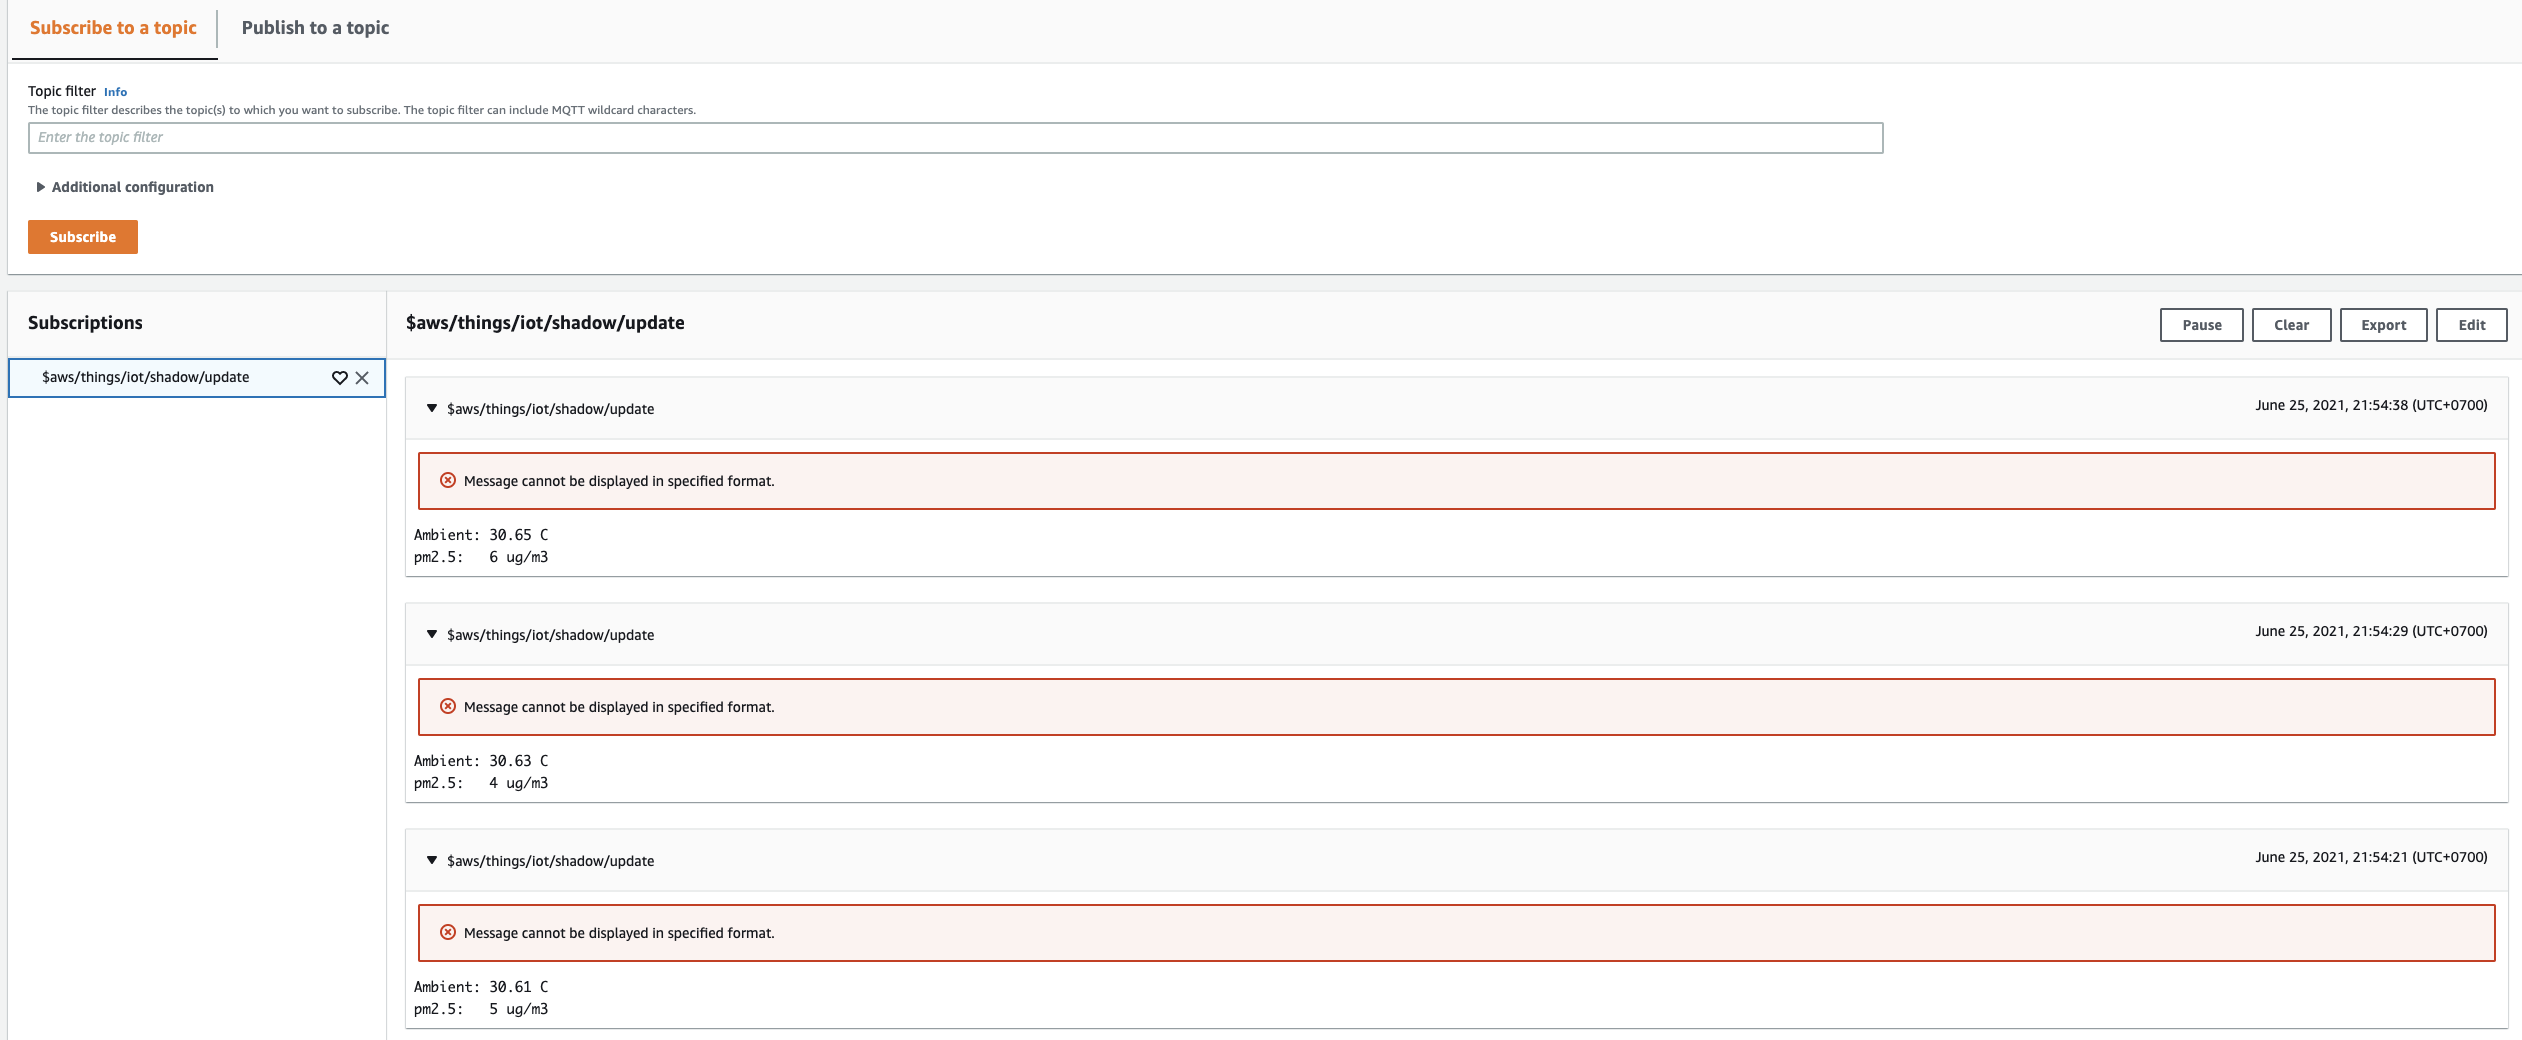 Subscribe to a topic
Publish to a topic
Topic filter Info
The topic filter describes the topic(s) to which you want to subscribe. The topic filter can include MQTT wildcard characters.
Enter the topic filter
Additional configuration
Subscribe
Subscriptions
$aws/things/iot/shadow/update
$aws/things/iot/shadow/update
Pause
Clear
Export
Edit
$aws/things/iot/shadow/update
June 25, 2021, 21:54:38 (UTC+0700)
Message cannot be displayed in specified format.
Ambient: 30.65 C
pm2.5:   6 ug/m3
$aws/things/iot/shadow/update
June 25, 2021, 21:54:29 (UTC+0700)
Message cannot be displayed in specified format.
Ambient: 30.63 C
pm2.5:   4 ug/m3
$aws/things/iot/shadow/update
June 25, 2021, 21:54:21 (UTC+0700)
Message cannot be displayed in specified format.
Ambient: 30.61 C
pm2.5:   5 ug/m3